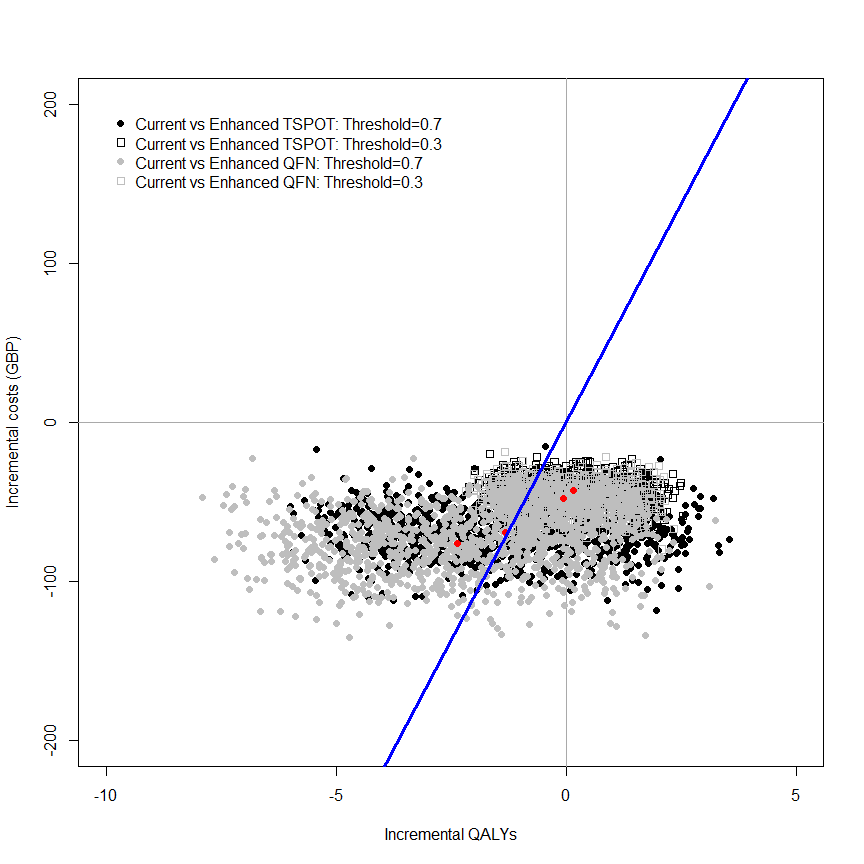 Current vs Enhanced TSPOT: Threshold=0.7
Current vs Enhanced TSPOT: Threshold=0.3
Current vs Enhanced QFN: Threshold=0.7
Current vs Enhanced QFN: Threshold=0.3
Incremental costs (GBP)
200
100
0
-100
-200
-10
-5
0
5
Incremental QALYs